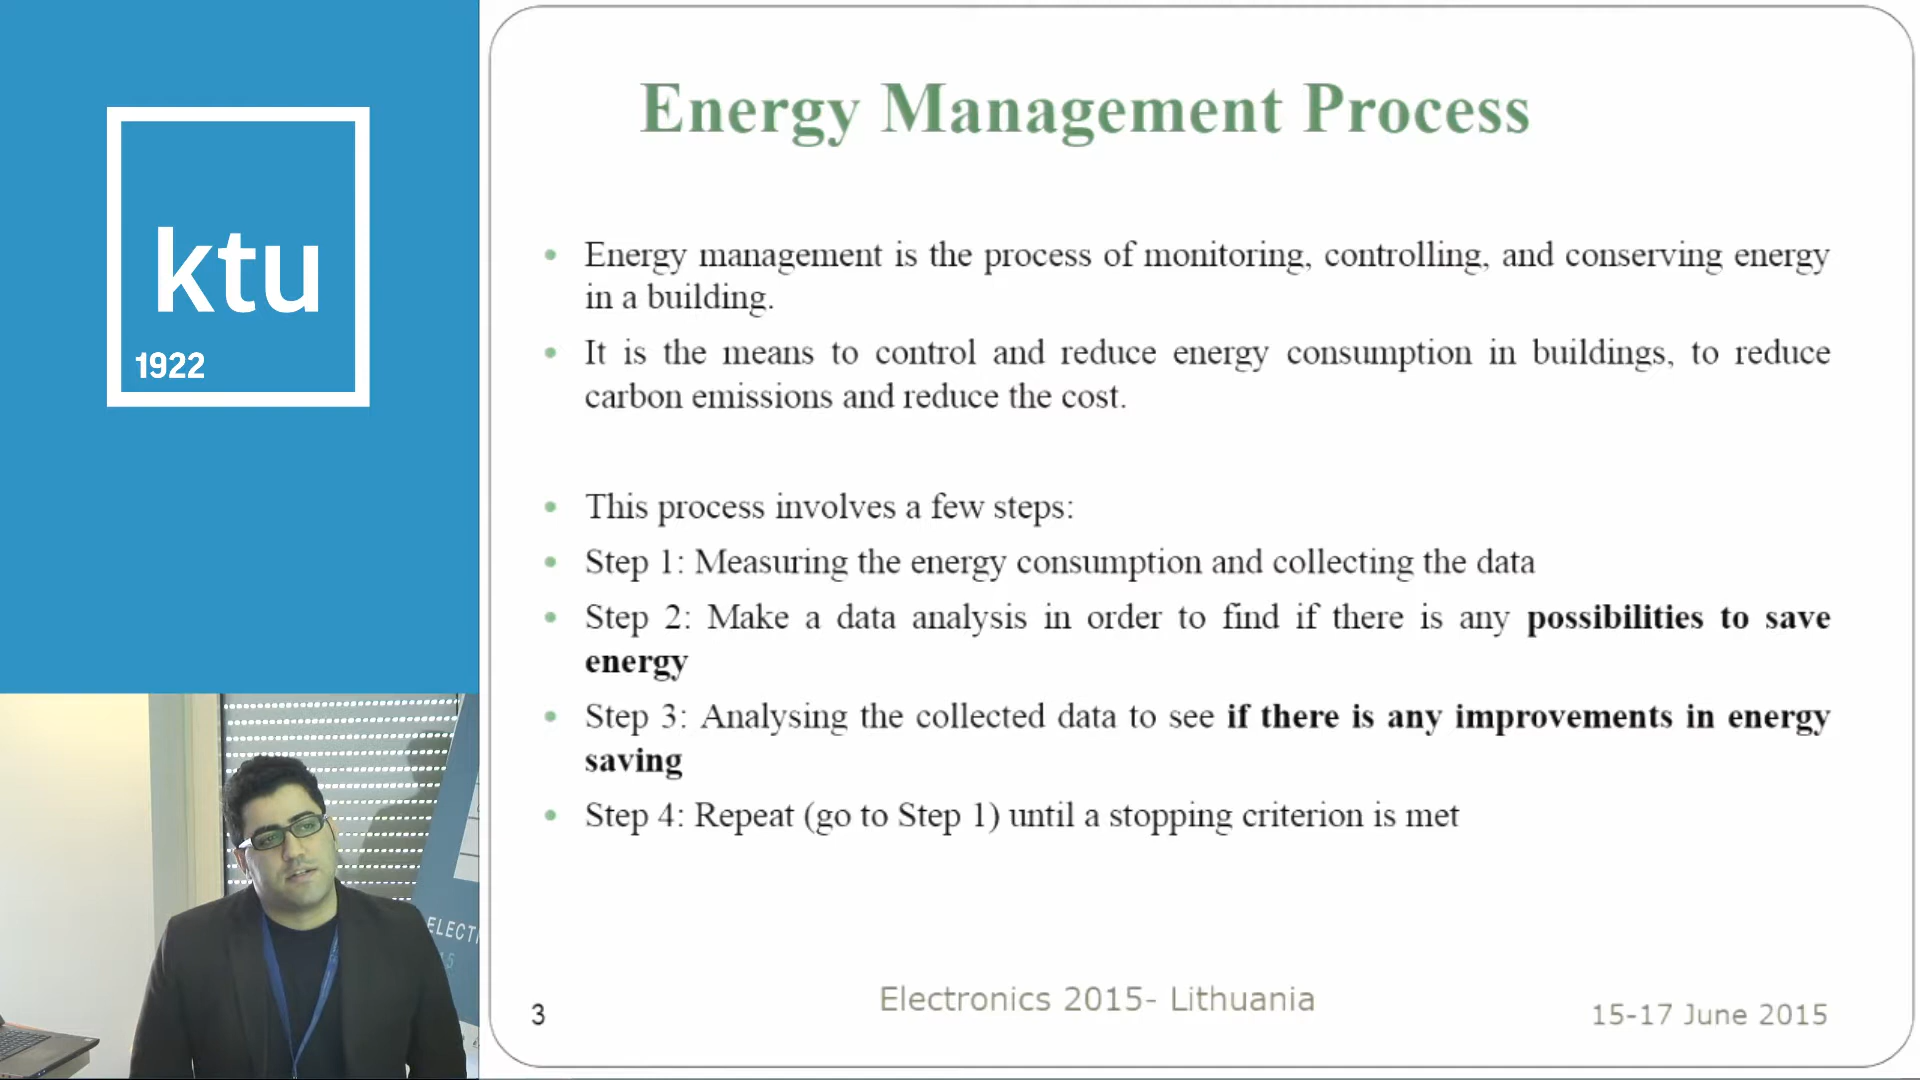 ktu
1922
Energy Management Process
• Energy management is the process of monitoring, controlling, and conserving energy
in a building.
• It is the means to control and reduce energy consumption in buildings, to reduce
carbon emissions and reduce the cost.
• This process involves a few steps:
• Step 1: Measuring the energy consumption and collecting the data
• Step 2: Make a data analysis in order to find if there is any possibilities to save
energy
• Step 3: Analysing the collected data to see if there is any improvements in energy
saving
• Step 4: Repeat (go to Step 1) until a stopping criterion is met
ELECT
15
3
Electronics 2015- Lithuania
15-17 June 2015